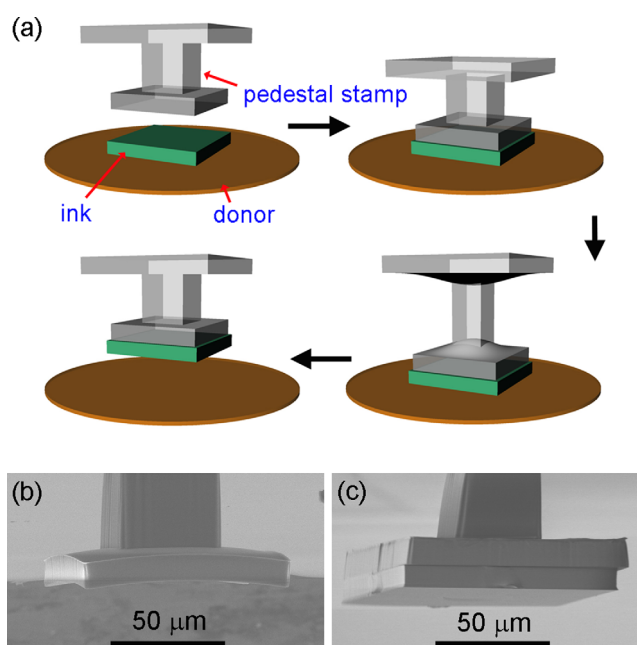 (a)
pedestal stamp
ink
donor
(b)
(c)
50 μm
50 μm